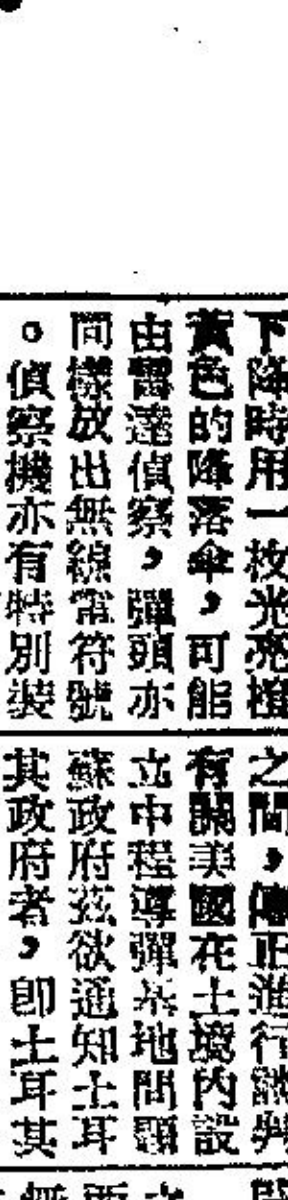 下降時用一枚光亮橙
黃色的降落傘，可能
由雷達偵察，彈頭亦
同樣放出無線電符號
。偵察機亦有特別裝
之間，傳正進行談判
有關美國在土境內設
立中程導彈基地問題
蘇政府茲欲通知土耳
其政府者，卽土耳其